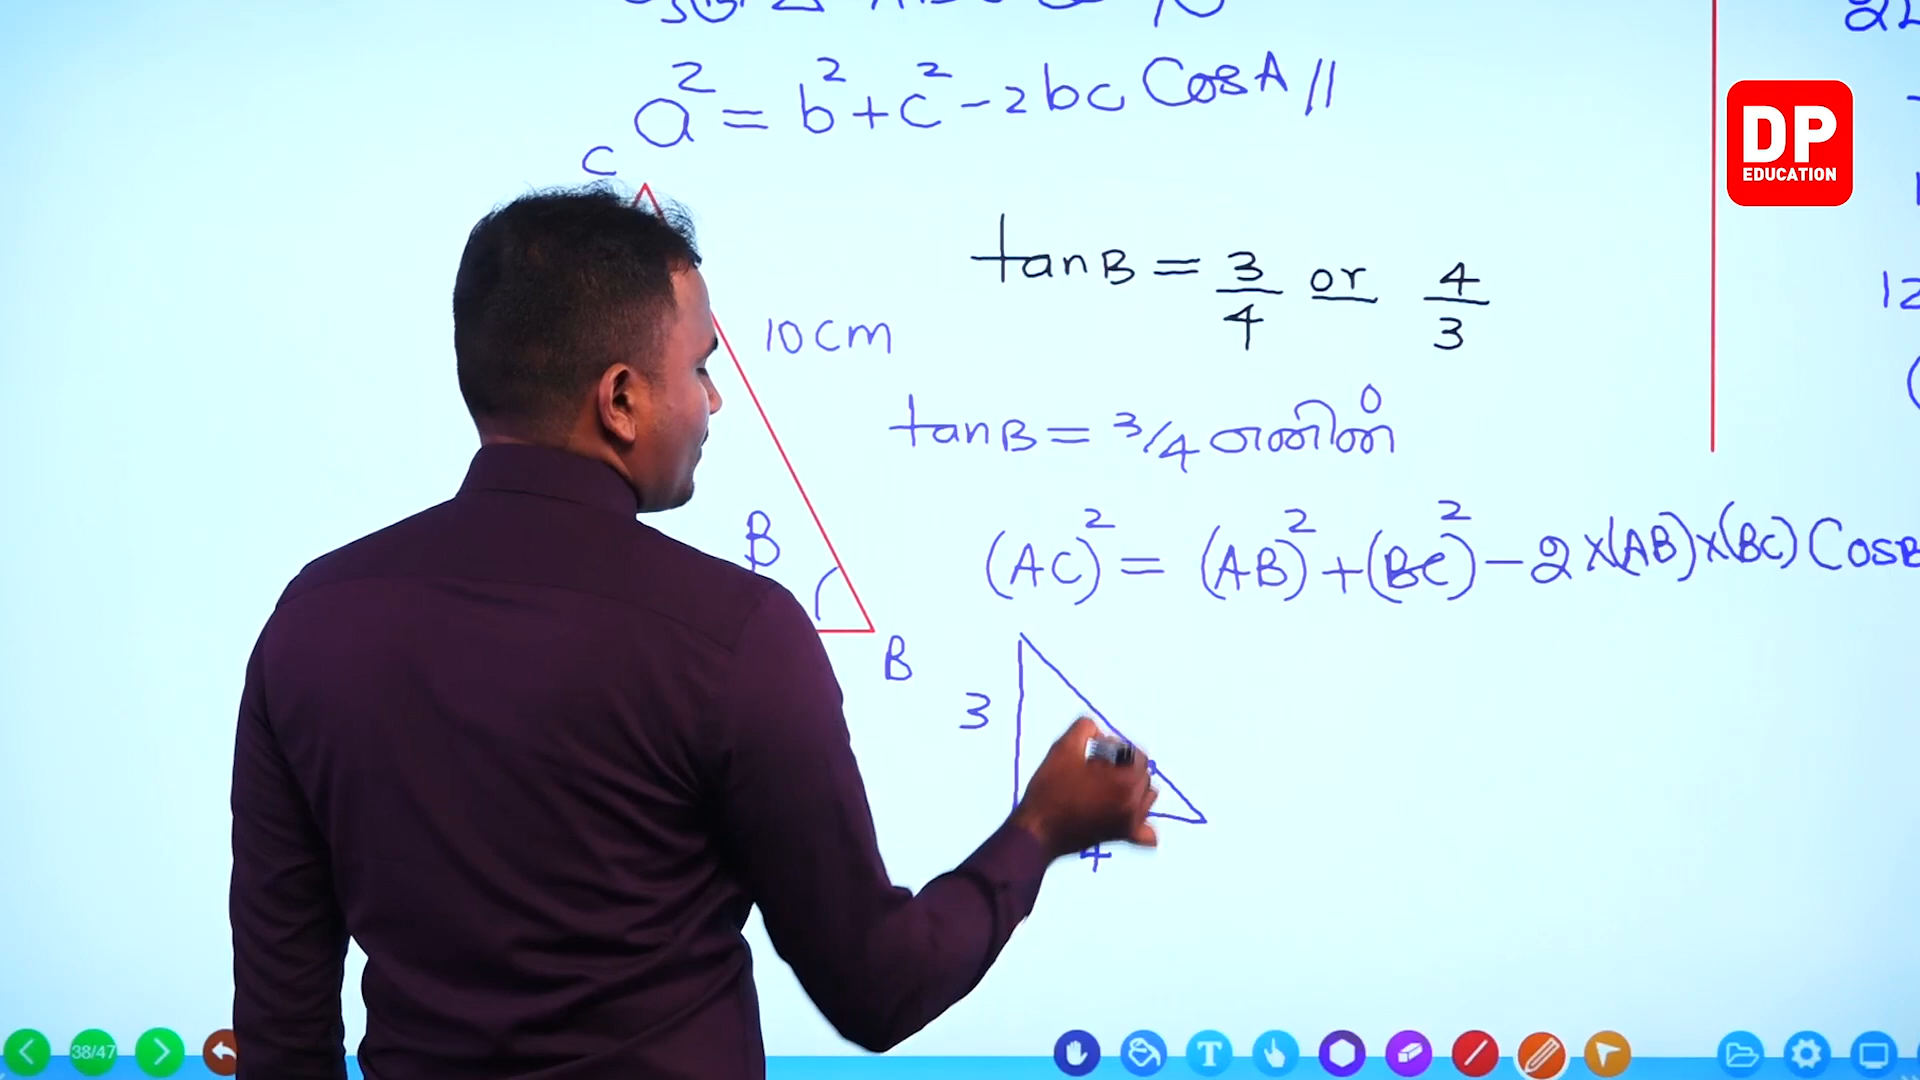 a² = b² + c² - 2bc CosA //
C
DP
EDUCATION
tanB = 3/4 or 4/3
10cm
tanB = 3/4 எனின்
B
(AC)² = (AB)² + (BC)² - 2 × (AB) × (BC) CosB
B
3
4
12
38/47
T